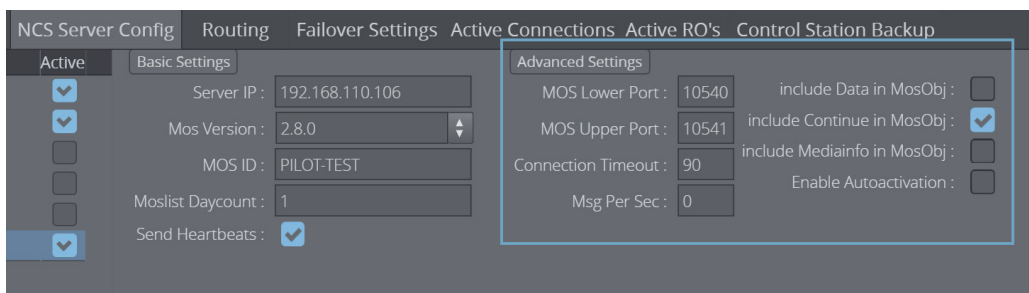 NCS Server Config Routing Failover Settings Active Connections Active RO's Control Station Backup
Active
Basic Settings
Server IP : 192.168.110.106
Mos Version : 2.8.0
MOS ID : PILOT-TEST
Moslist Daycount : 1
Send Heartbeats :
Advanced Settings
MOS Lower Port : 10540
MOS Upper Port : 10541
Connection Timeout : 90
Msg Per Sec : 0
include Data in MosObj :
include Continue in MosObj :
include Mediainfo in MosObj :
Enable Autoactivation :